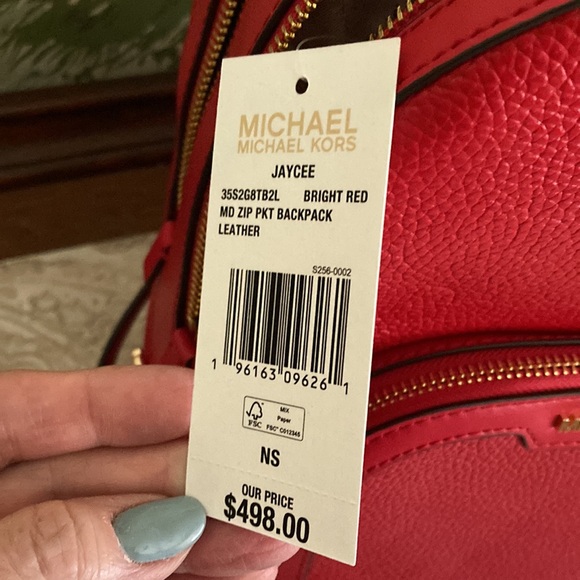 MICHAEL
MICHAEL KORS
JAYCEE
35S2G8TB2L BRIGHT RED
MD ZIP PKT BACKPACK
LEATHER
S256-0002
1 96163 09626 1
FSC
MIX
Paper
FSC™ C012345
NS
OUR PRICE
$498.00